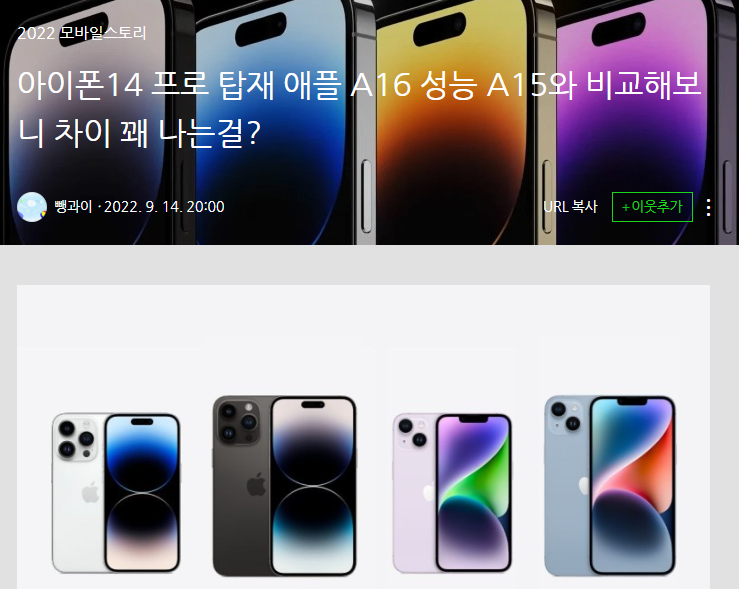 2022 모바일스토리
아이폰14 프로 탑재 애플 A16 성능 A15와 비교해보
니 차이 꽤 나는걸?
뺑과이 · 2022. 9. 14. 20:00
URL 복사
+이웃추가